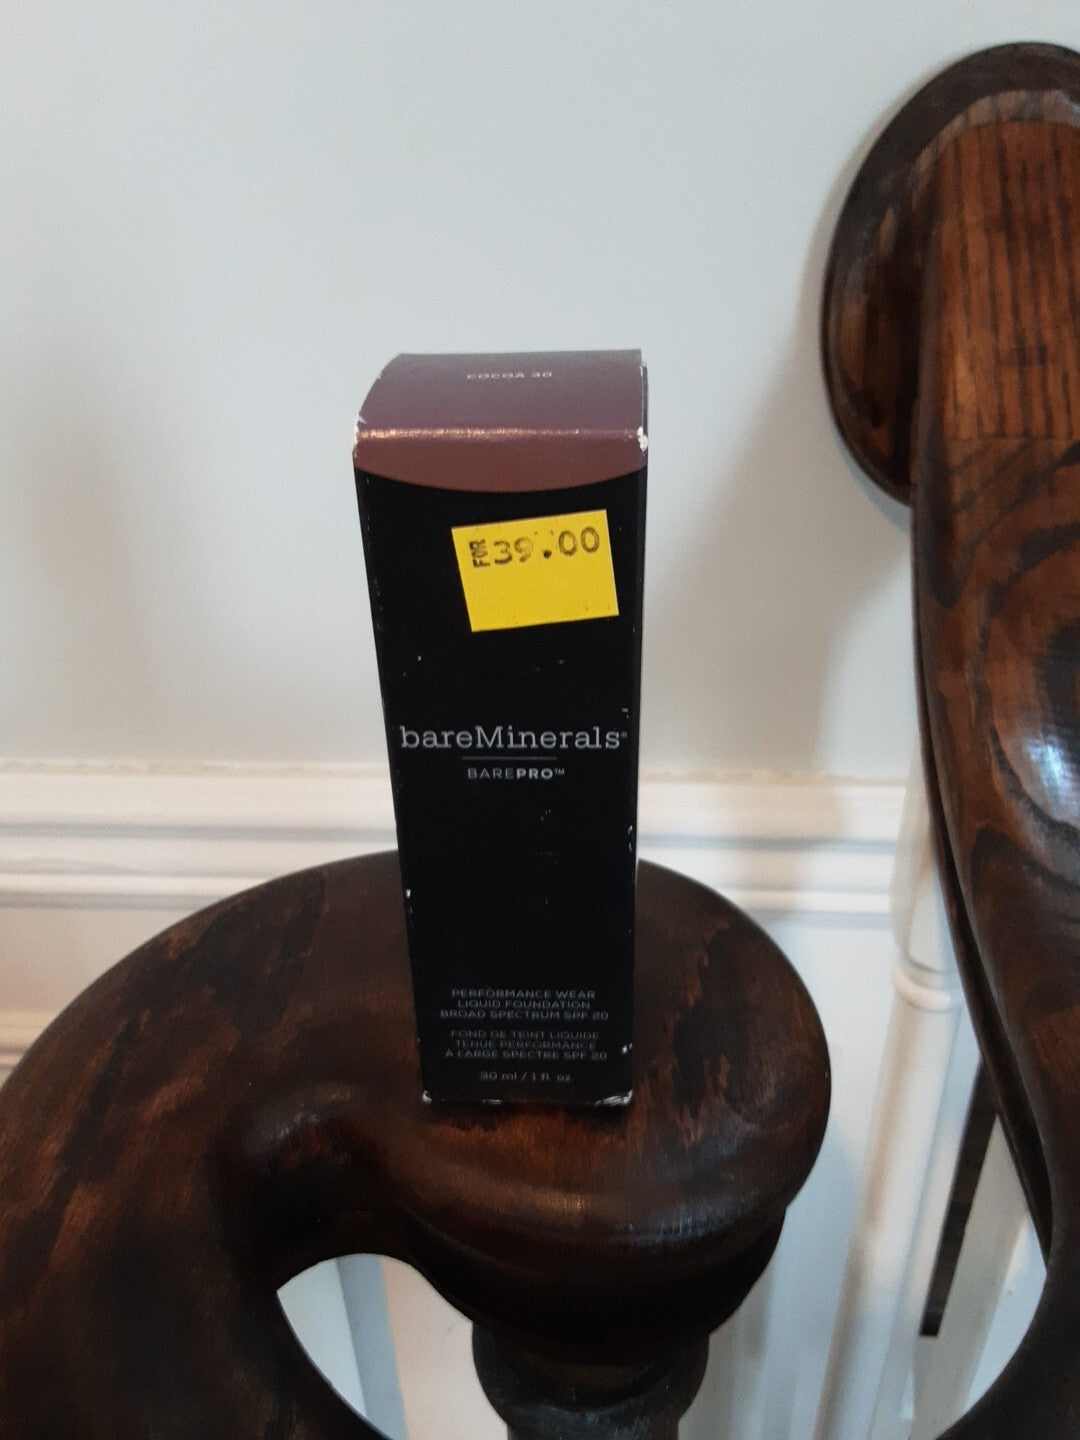 COCOA 30
FOR 39.00
bareMinerals®
BAREPRO™
PERFORMANCE WEAR
LIQUID FOUNDATION
BROAD SPECTRUM SPF 20
FOND DE TEINT LIQUIDE
TENUE PERFORMANCE
À LARGE SPECTRE SPF 20
30 ml / 1 fl. oz